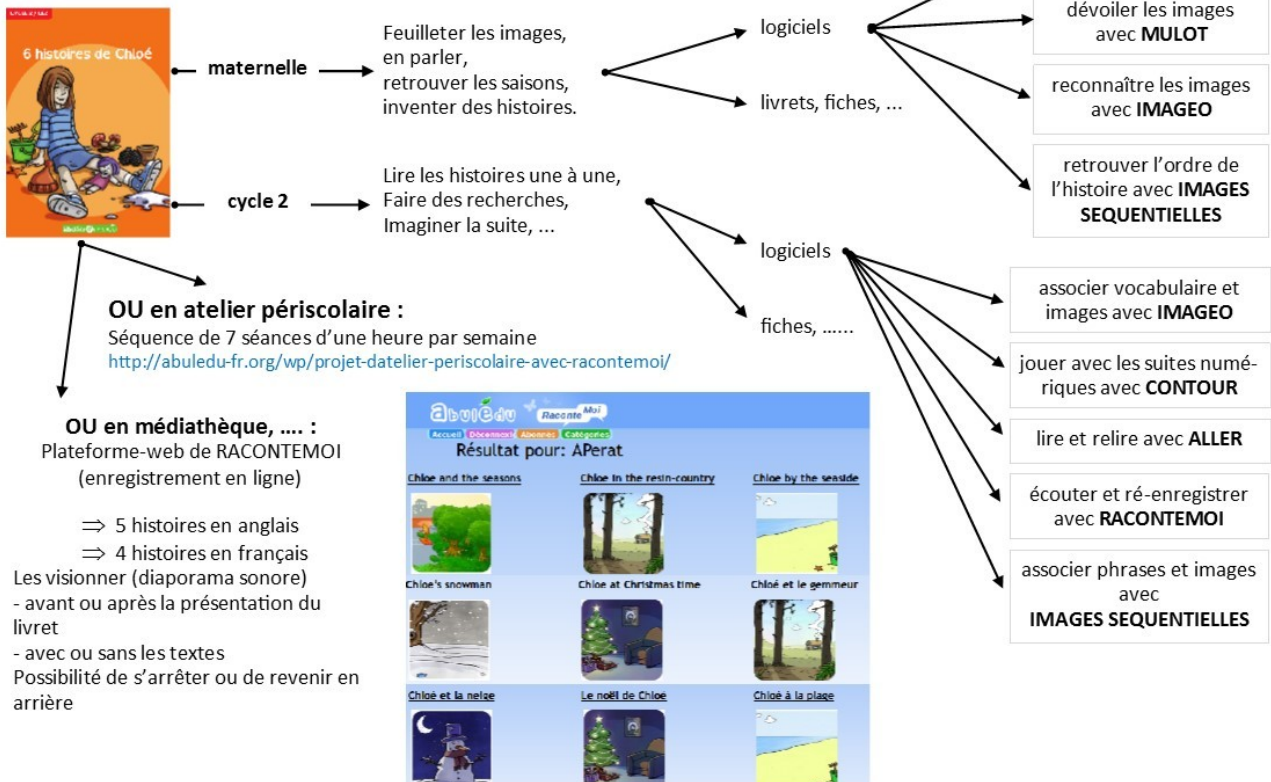 6 histoires de Chloé
maternelle
Feuilleter les images,
en parler,
retrouver les saisons,
inventer des histoires.
logiciels
livrets, fiches, ...
dévoiler les images
avec MULOT
reconnaître les images
avec IMAGEO
retrouver l'ordre de
l'histoire avec IMAGES
SEQUENTIELLES
cycle 2
Lire les histoires une à une,
Faire des recherches,
Imaginer la suite, ...
logiciels
fiches, ......
associer vocabulaire et
images avec IMAGEO
jouer avec les suites numé-
riques avec CONTOUR
lire et relire avec ALLER
écouter et ré-enregistrer
avec RACONTEMOI
associer phrases et images
avec
IMAGES SEQUENTIELLES
OU en atelier périscolaire :
Séquence de 7 séances d'une heure par semaine
http://abuledu-fr.org/wp/projet-datelier-periscolaire-avec-racontemoi/
OU en médiathèque, .... :
Plateforme-web de RACONTEMOI
(enregistrement en ligne)
⇒ 5 histoires en anglais
⇒ 4 histoires en français
Les visionner (diaporama sonore)
- avant ou après la présentation du
livret
- avec ou sans les textes
Possibilité de s'arrêter ou de revenir en
arrière
abulEdu Raconte Moi
Accueil Déconnexi Abonnés Catégories
Résultat pour: APerat
Chloe and the seasons Chloe in the resin-country Chloe by the seaside
Chloe's snowman Chloe at Christmas time Chloé et le gemmeur
Chloé et la neige Le noël de Chloé Chloé à la plage